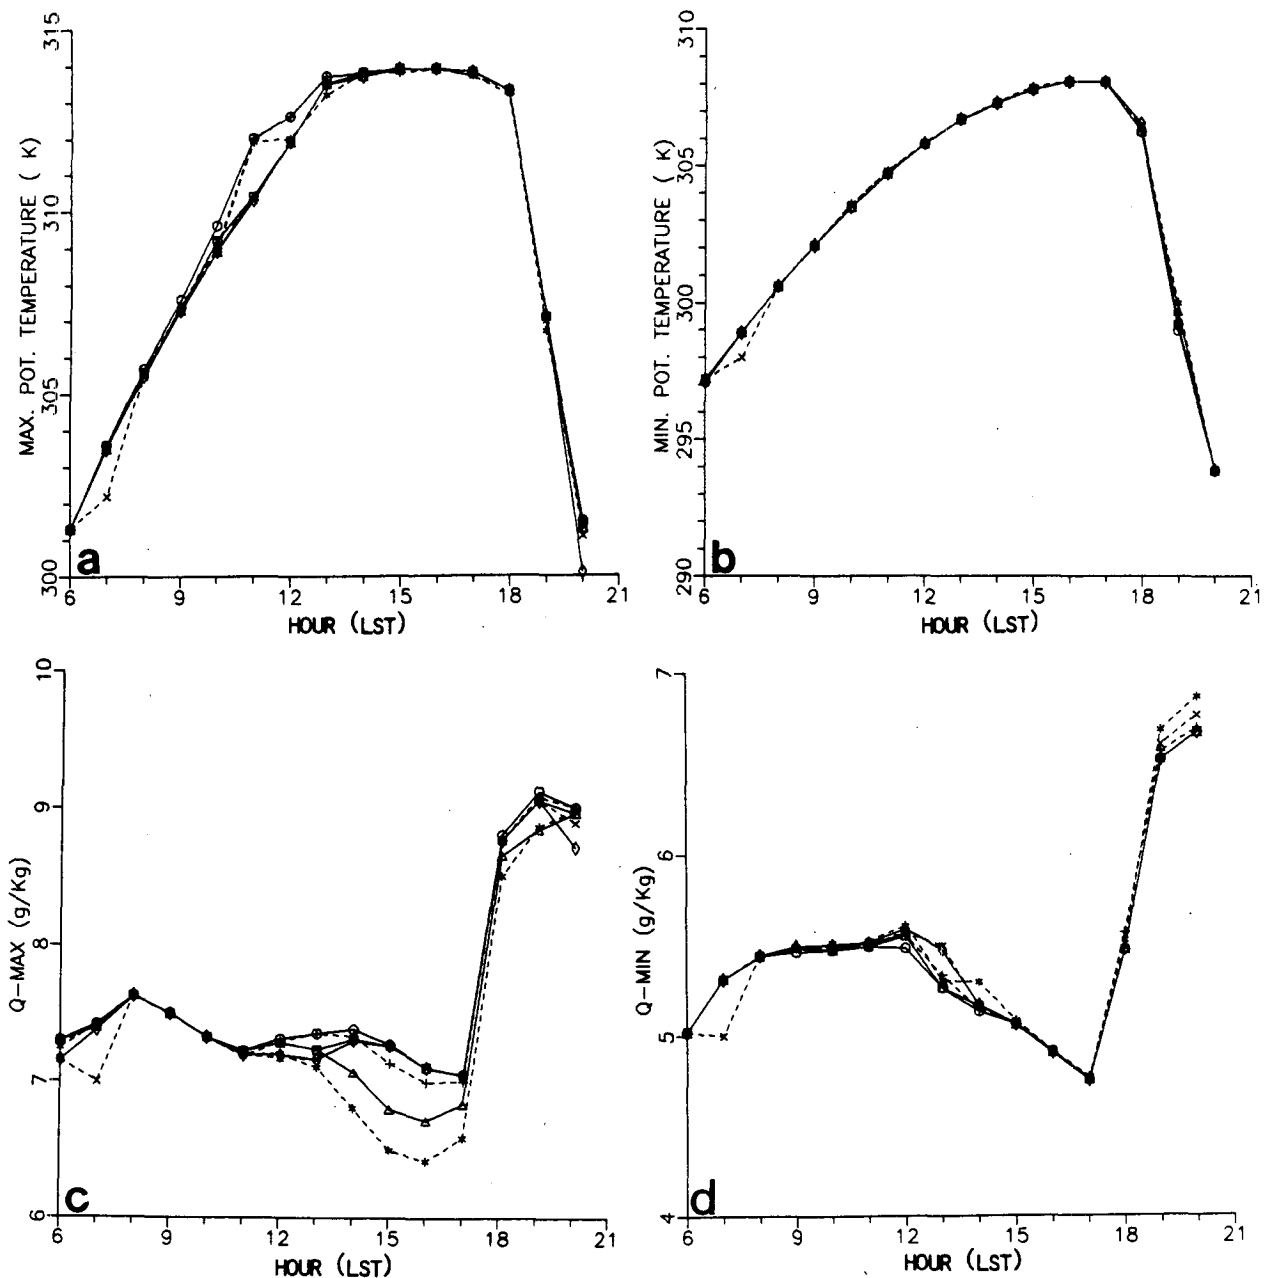 MAX. POT. TEMPERATURE ( K)
315
310
305
300
a
6 9 12 15 18 21
HOUR (LST)
MIN. POT. TEMPERATURE ( K)
310
305
300
295
290
b
6 9 12 15 18 21
HOUR (LST)
Q-MAX (g/Kg)
10
9
8
7
6
c
6 9 12 15 18 21
HOUR (LST)
Q-MIN (g/Kg)
7
6
5
4
d
6 9 12 15 18 21
HOUR (LST)